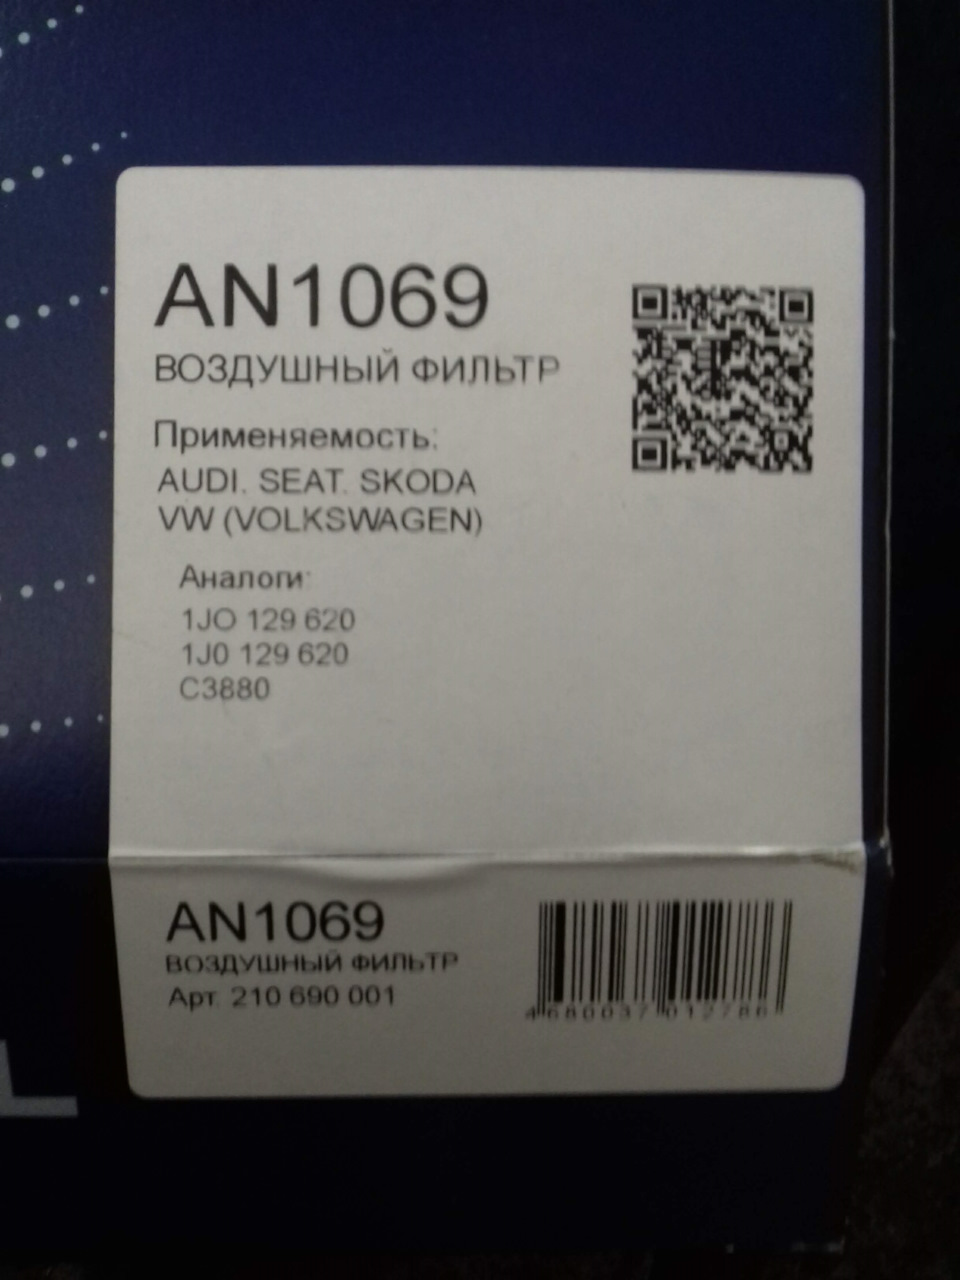 AN1069
ВОЗДУШНЫЙ ФИЛЬТР
Применяемость:
AUDI. SEAT. SKODA
VW (VOLKSWAGEN)
Аналоги:
1JO 129 620
1J0 129 620
C3880
AN1069
ВОЗДУШНЫЙ ФИЛЬТР
Арт. 210 690 001
4680037012786
L